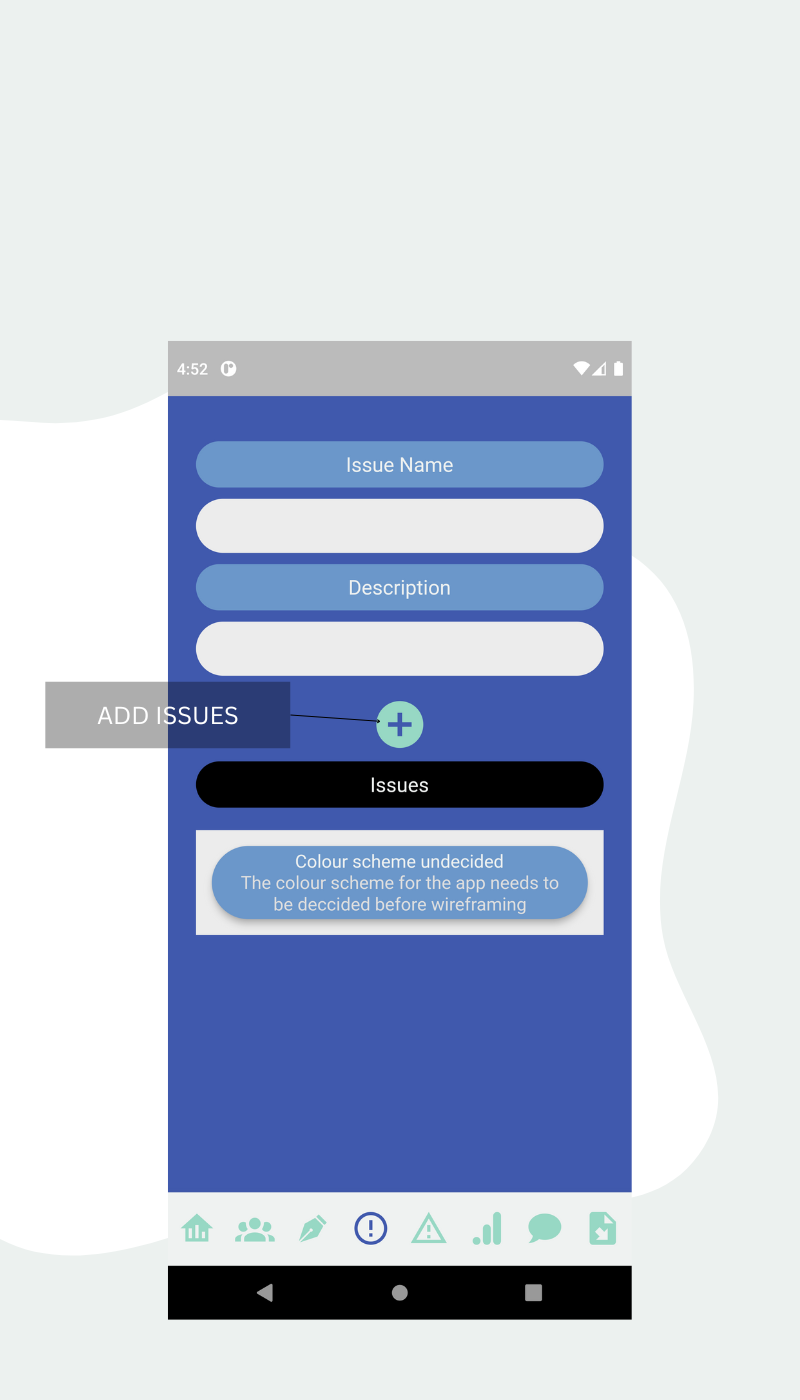 4:52
Issue Name
Description
ADD ISSUES
Issues
Colour scheme undecided
The colour scheme for the app needs to
be deccided before wireframing